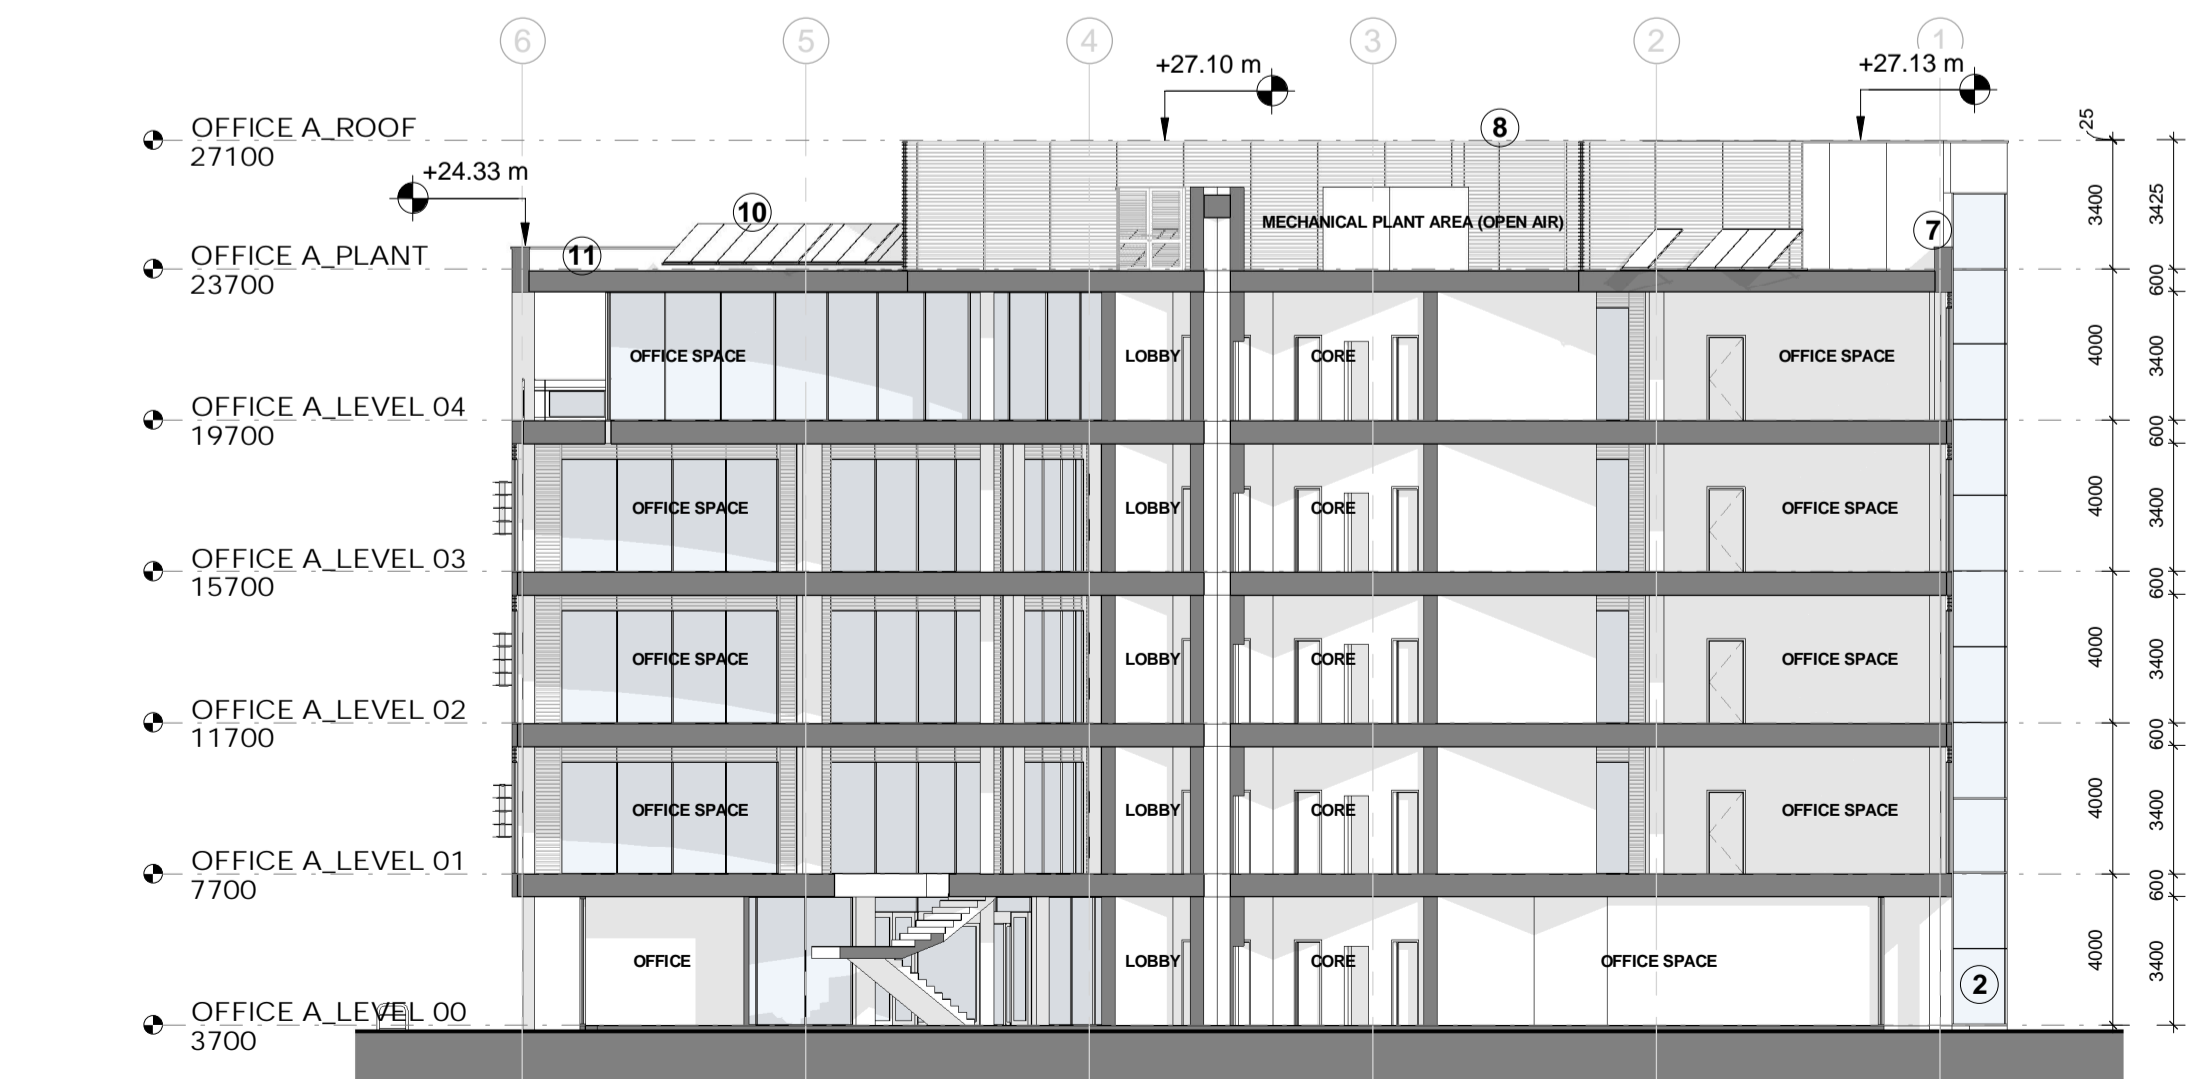 6 5 4 3 2 1
+27.10 m
+27.13 m
OFFICE A_ROOF
27100
8
25
+24.33 m
10
3400
3425
MECHANICAL PLANT AREA (OPEN AIR)
7
OFFICE A_PLANT
23700
11
600
OFFICE SPACE LOBBY CORE OFFICE SPACE
4000
3400
OFFICE A_LEVEL 04
19700
600
OFFICE SPACE LOBBY CORE OFFICE SPACE
4000
3400
OFFICE A_LEVEL 03
15700
600
OFFICE SPACE LOBBY CORE OFFICE SPACE
4000
3400
OFFICE A_LEVEL 02
11700
600
OFFICE SPACE LOBBY CORE OFFICE SPACE
4000
3400
OFFICE A_LEVEL 01
7700
600
OFFICE LOBBY CORE OFFICE SPACE
4000
3400
2
OFFICE A_LEVEL 00
3700